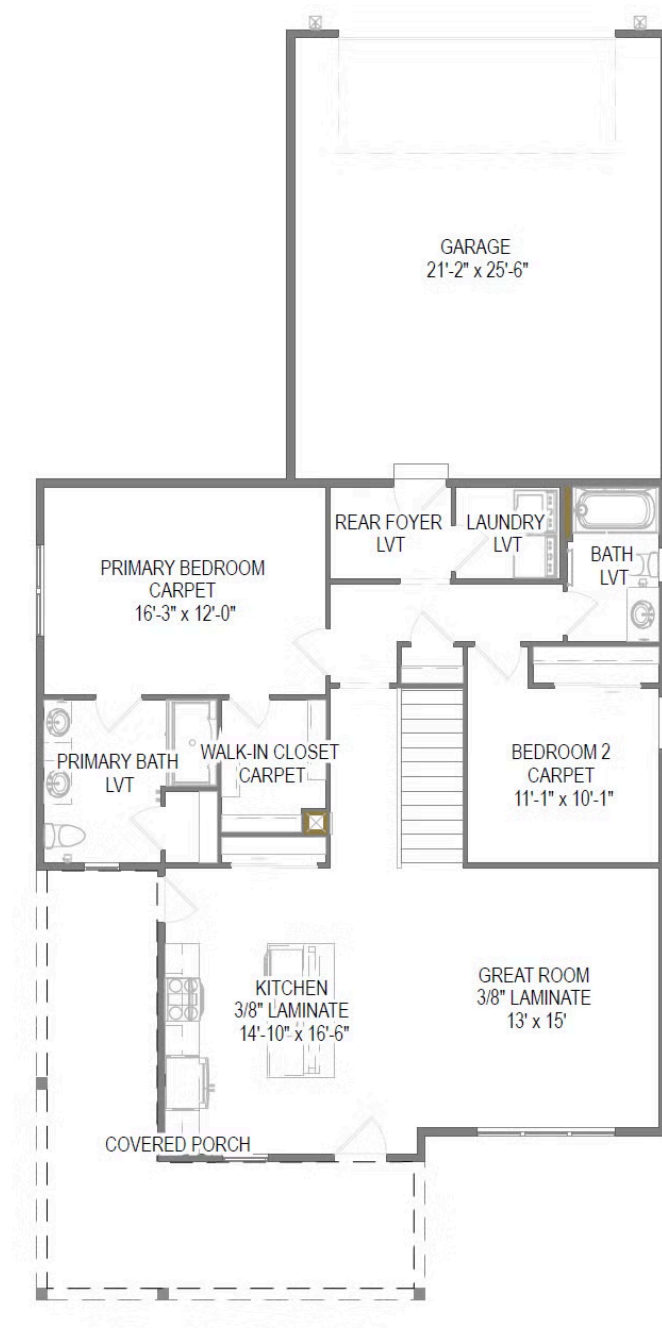 GARAGE
21'-2" x 25'-6"
REAR FOYER
LVT
LAUNDRY
LVT
BATH
LVT
PRIMARY BEDROOM
CARPET
16'-3" x 12'-0"
PRIMARY BATH
LVT
WALK-IN CLOSET
CARPET
BEDROOM 2
CARPET
11'-1" x 10'-1"
KITCHEN
3/8" LAMINATE
14'-10" x 16'-6"
GREAT ROOM
3/8" LAMINATE
13' x 15'
COVERED PORCH